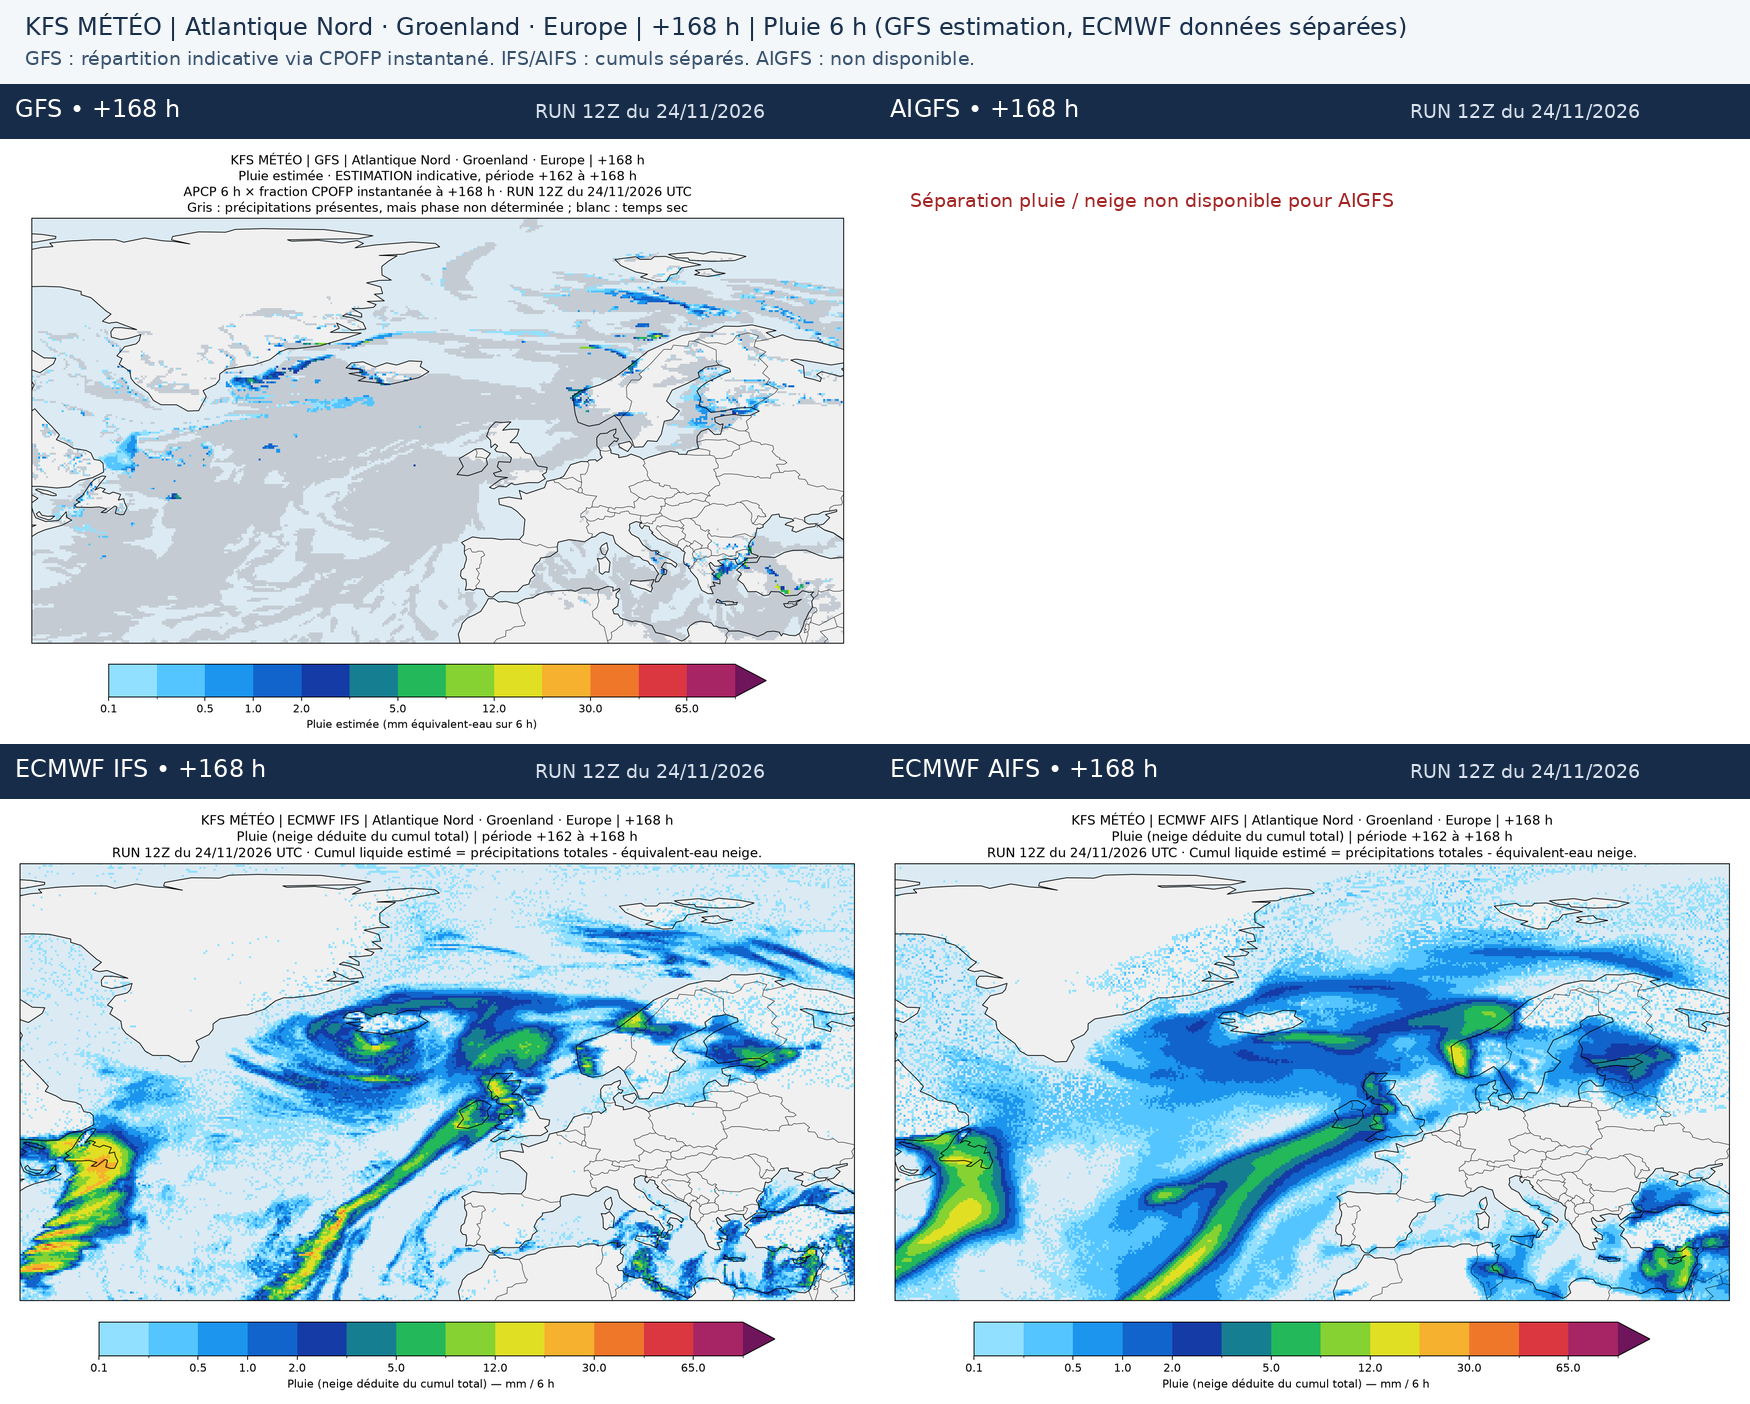 KFS MÉTÉO | Atlantique Nord · Groenland · Europe | +168 h | Pluie 6 h (GFS estimation, ECMWF données séparées)
GFS : répartition indicative via CPOFP instantané. IFS/AIFS : cumuls séparés. AIGFS : non disponible.
GFS • +168 h
RUN 12Z du 24/11/2026
KFS MÉTÉO | GFS | Atlantique Nord · Groenland · Europe | +168 h
Pluie estimée · ESTIMATION indicative, période +162 à +168 h
APCP 6 h × fraction CPOFP instantanée à +168 h · RUN 12Z du 24/11/2026 UTC
Gris : précipitations présentes, mais phase non déterminée ; blanc : temps sec
0.1 0.5 1.0 2.0 5.0 12.0 30.0 65.0
Pluie estimée (mm équivalent-eau sur 6 h)
AIGFS • +168 h
RUN 12Z du 24/11/2026
Séparation pluie / neige non disponible pour AIGFS
ECMWF IFS • +168 h
RUN 12Z du 24/11/2026
KFS MÉTÉO | ECMWF IFS | Atlantique Nord · Groenland · Europe | +168 h
Pluie (neige déduite du cumul total) | période +162 à +168 h
RUN 12Z du 24/11/2026 UTC · Cumul liquide estimé = précipitations totales - équivalent-eau neige.
0.1 0.5 1.0 2.0 5.0 12.0 30.0 65.0
Pluie (neige déduite du cumul total) — mm / 6 h
ECMWF AIFS • +168 h
RUN 12Z du 24/11/2026
KFS MÉTÉO | ECMWF AIFS | Atlantique Nord · Groenland · Europe | +168 h
Pluie (neige déduite du cumul total) | période +162 à +168 h
RUN 12Z du 24/11/2026 UTC · Cumul liquide estimé = précipitations totales - équivalent-eau neige.
0.1 0.5 1.0 2.0 5.0 12.0 30.0 65.0
Pluie (neige déduite du cumul total) — mm / 6 h